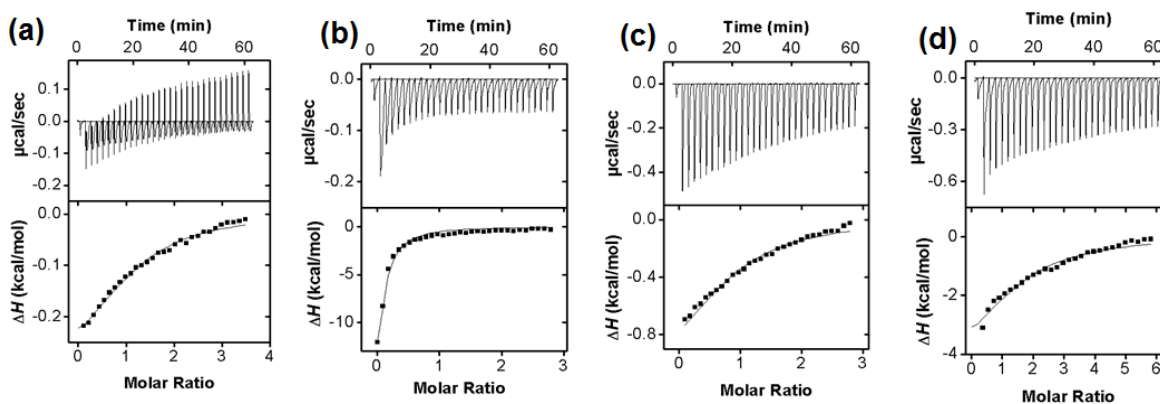 (a)
Time (min)
0 20 40 60
0.1
0.0
-0.1
-0.2
µcal/sec
0.0
-0.1
-0.2
ΔH (kcal/mol)
0 1 2 3 4
Molar Ratio
(b)
Time (min)
0 20 40 60
0.0
-0.1
-0.2
µcal/sec
0
-5
-10
ΔH (kcal/mol)
0 1 2 3
Molar Ratio
(c)
Time (min)
0 20 40 60
0.0
-0.2
-0.4
µcal/sec
0.0
-0.4
-0.8
ΔH (kcal/mol)
0 1 2 3
Molar Ratio
(d)
Time (min)
0 20 40 60
0.0
-0.3
-0.6
µcal/sec
0
-2
-4
ΔH (kcal/mol)
0 1 2 3 4 5 6
Molar Ratio